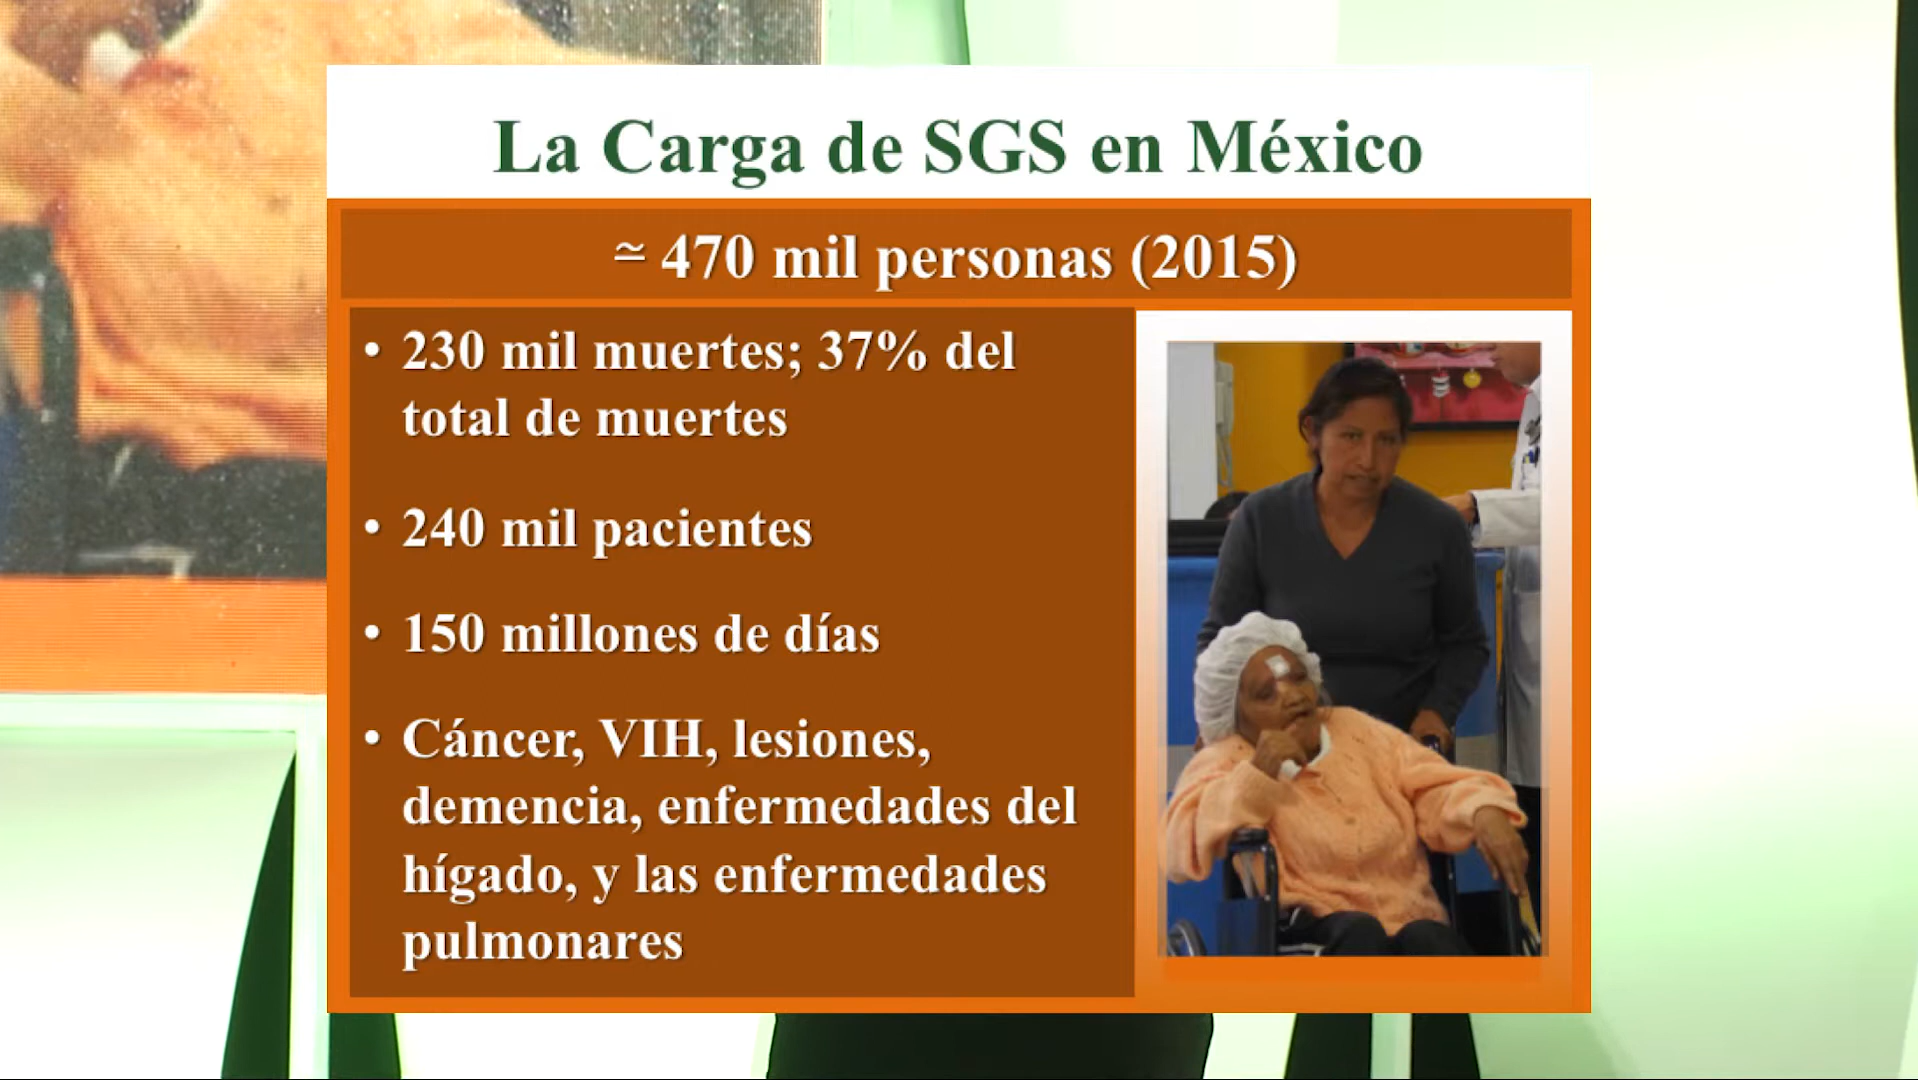 La Carga de SGS en México
≃ 470 mil personas (2015)
• 230 mil muertes; 37% del
total de muertes
• 240 mil pacientes
• 150 millones de días
• Cáncer, VIH, lesiones,
demencia, enfermedades del
hígado, y las enfermedades
pulmonares